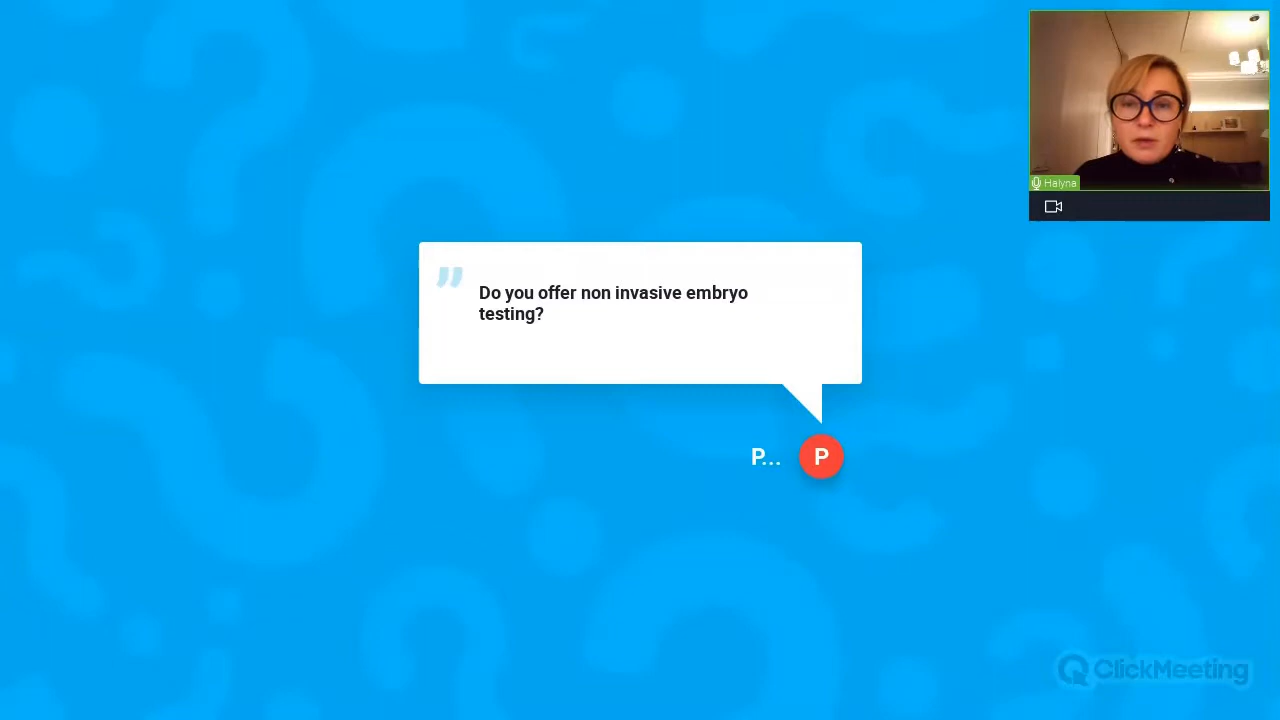 Halyna
Do you offer non invasive embryo
testing?
P...
P
ClickMeeting